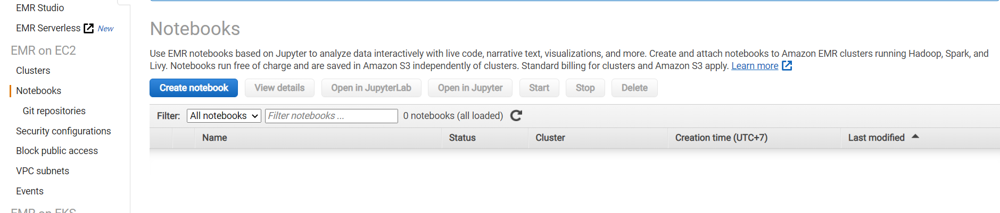 EMR Studio
EMR Serverless New
EMR on EC2
Clusters
Notebooks
Git repositories
Security configurations
Block public access
VPC subnets
Events
EMR on EKS
Notebooks
Use EMR notebooks based on Jupyter to analyze data interactively with live code, narrative text, visualizations, and more. Create and attach notebooks to Amazon EMR clusters running Hadoop, Spark, and
Livy. Notebooks run free of charge and are saved in Amazon S3 independently of clusters. Standard billing for clusters and Amazon S3 apply. Learn more
Create notebook View details Open in JupyterLab Open in Jupyter Start Stop Delete
Filter: All notebooks Filter notebooks ... 0 notebooks (all loaded)
Name Status Cluster Creation time (UTC+7) Last modified